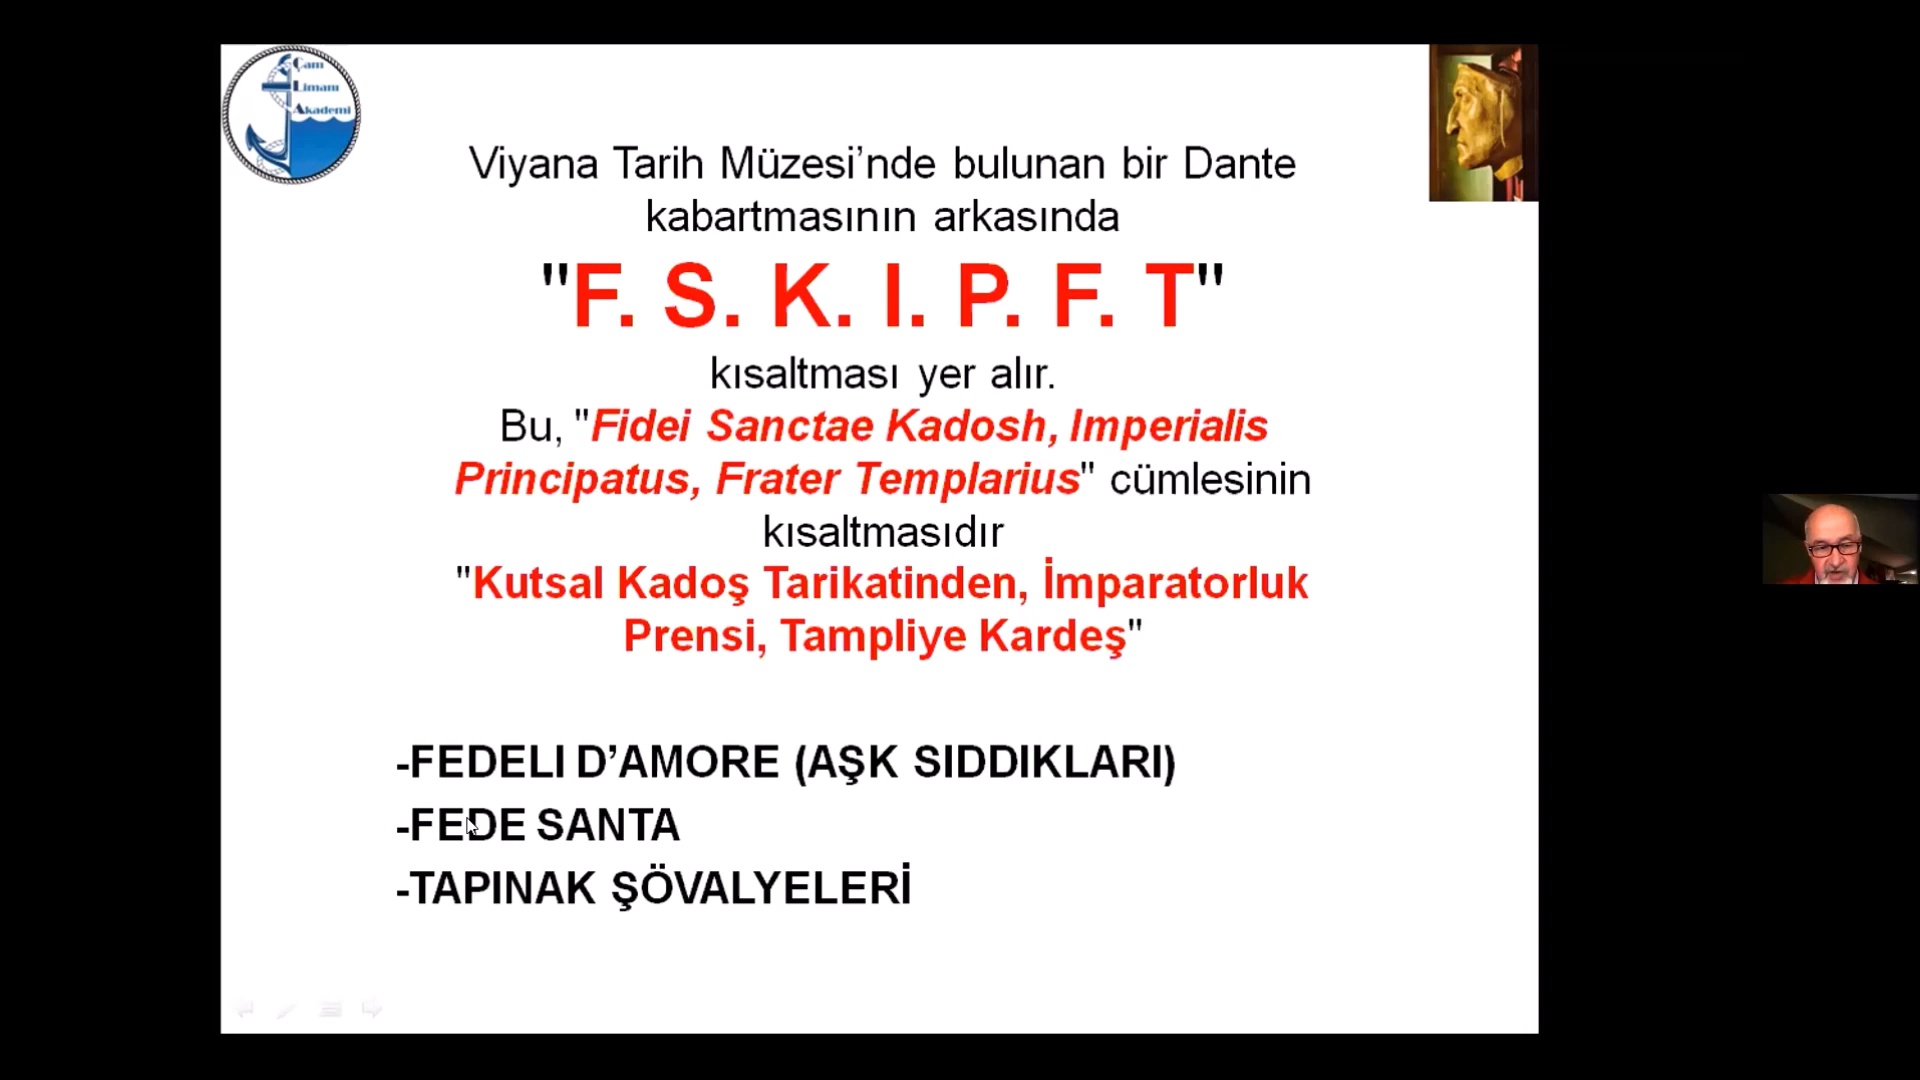 Çam
Limanı
Akademi
Viyana Tarih Müzesi’nde bulunan bir Dante
kabartmasının arkasında
"F. S. K. I. P. F. T"
kısaltması yer alır.
Bu, "Fidei Sanctae Kadosh, Imperialis
Principatus, Frater Templarius" cümlesinin
kısaltmasıdır
"Kutsal Kadoş Tarikatinden, İmparatorluk
Prensi, Tampliye Kardeş"
-FEDELI D’AMORE (AŞK SIDDIKLARI)
-FEDE SANTA
-TAPINAK ŞÖVALYELERİ